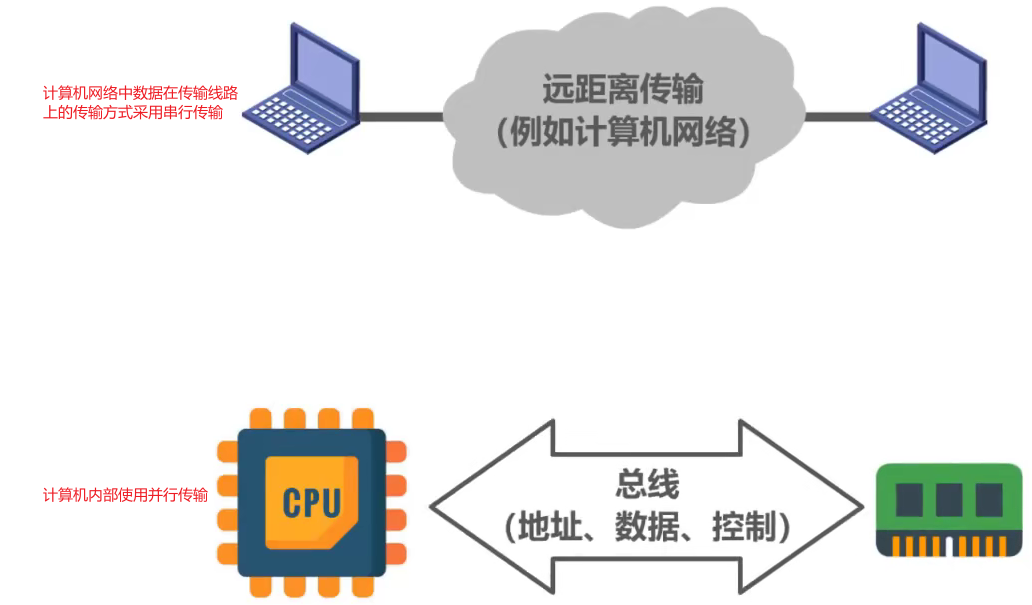 计算机网络中数据在传输线路
上的传输方式采用串行传输
远距离传输
（例如计算机网络）
计算机内部使用并行传输
CPU
总线
（地址、数据、控制）